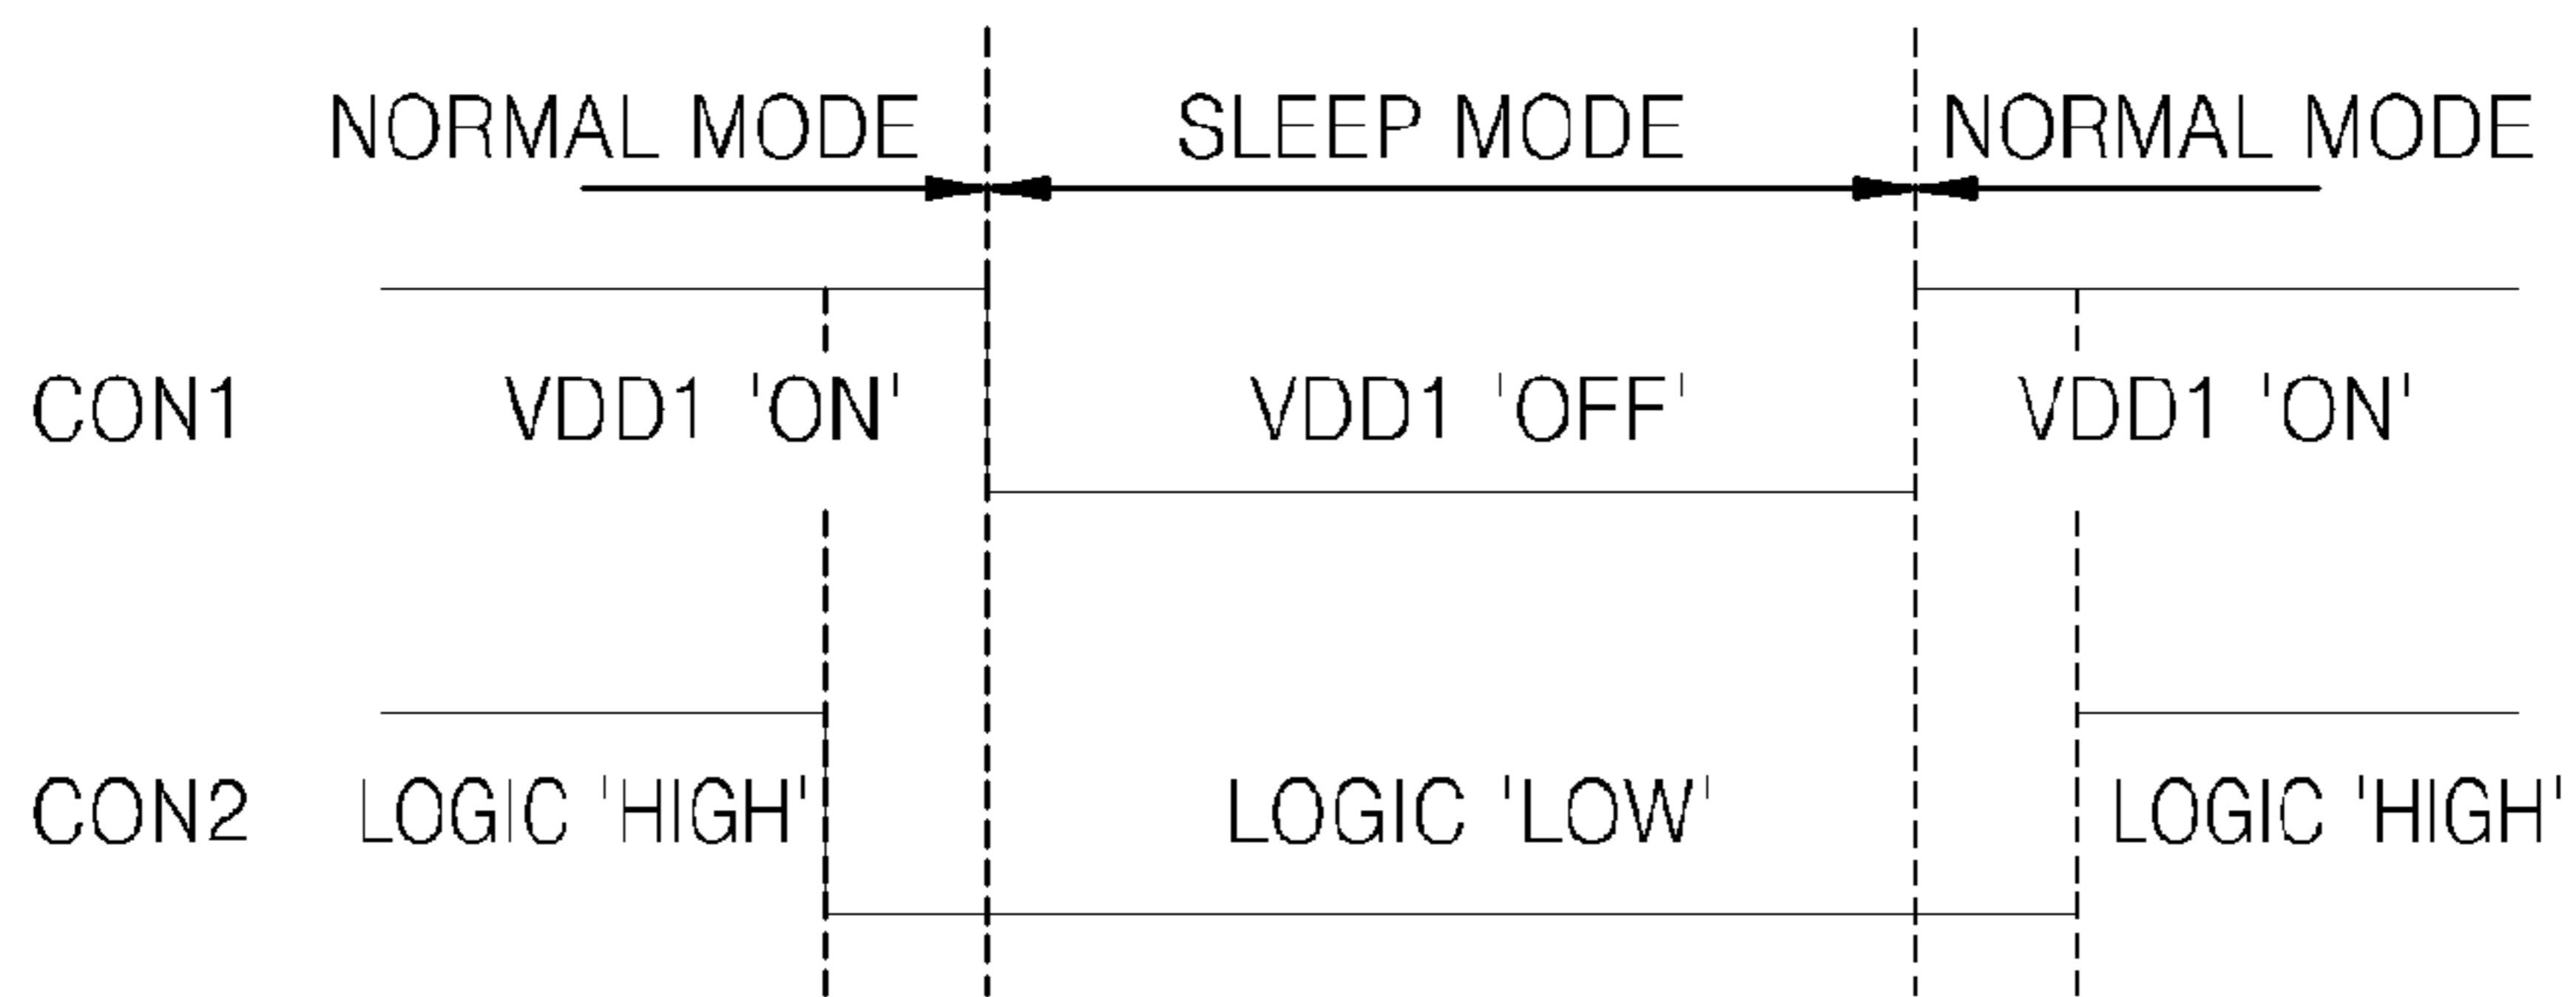 NORMAL MODE SLEEP MODE NORMAL MODE
CON1 VDD1 'ON' VDD1 'OFF' VDD1 'ON'
CON2 LOGIC 'HIGH' LOGIC 'LOW' LOGIC 'HIGH'